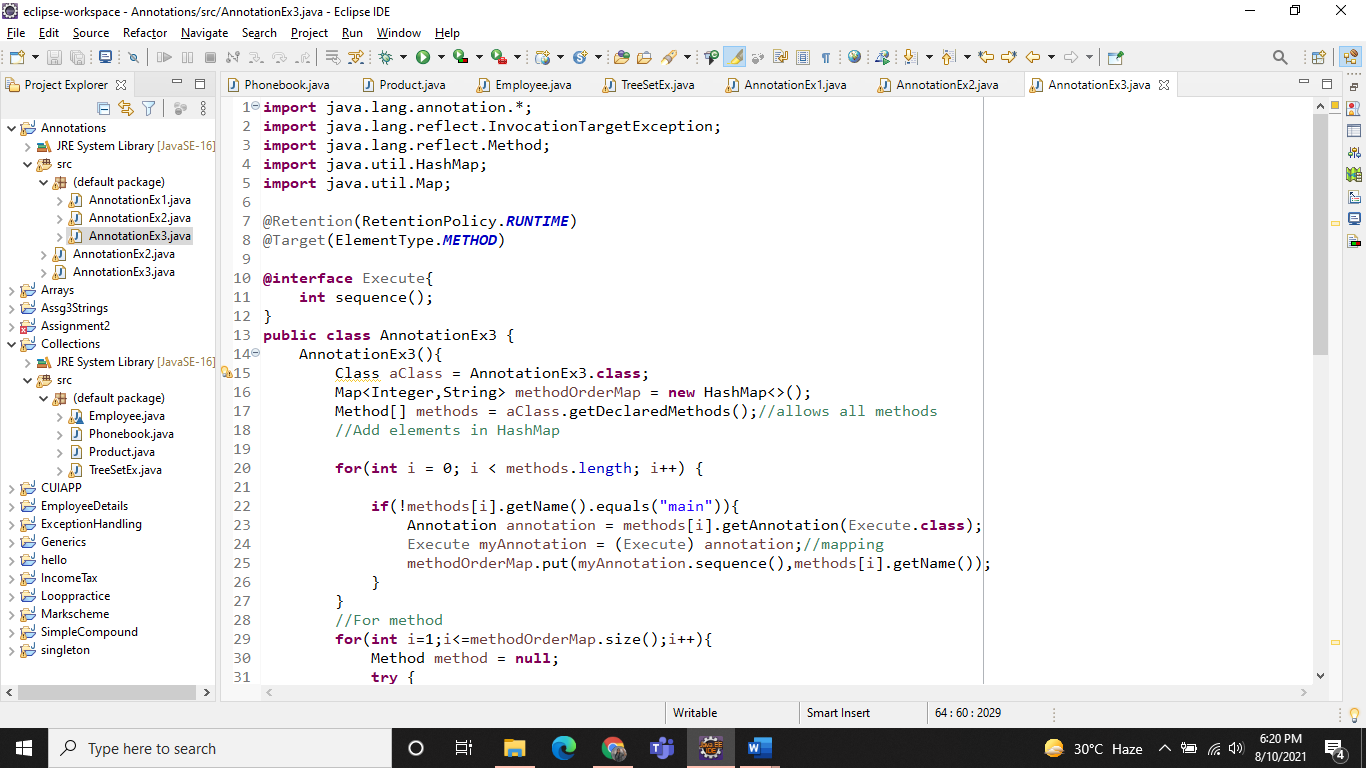 eclipse-workspace - Annotations/src/AnnotationEx3.java - Eclipse IDE
File Edit Source Refactor Navigate Search Project Run Window Help
Project Explorer
Phonebook.java Product.java Employee.java TreeSetEx.java AnnotationEx1.java AnnotationEx2.java AnnotationEx3.java
Annotations
JRE System Library [JavaSE-16]
src
(default package)
AnnotationEx1.java
AnnotationEx2.java
AnnotationEx3.java
AnnotationEx2.java
AnnotationEx3.java
Arrays
Assg3Strings
Assignment2
Collections
JRE System Library [JavaSE-16]
src
(default package)
Employee.java
Phonebook.java
Product.java
TreeSetEx.java
CUIAPP
EmployeeDetails
ExceptionHandling
Generics
hello
IncomeTax
Looppractice
Markscheme
SimpleCompound
singleton
1 import java.lang.annotation.*;
2 import java.lang.reflect.InvocationTargetException;
3 import java.lang.reflect.Method;
4 import java.util.HashMap;
5 import java.util.Map;
6
7 @Retention(RetentionPolicy.RUNTIME)
8 @Target(ElementType.METHOD)
9
10 @interface Execute{
11 int sequence();
12 }
13 public class AnnotationEx3 {
14 AnnotationEx3(){
15 Class aClass = AnnotationEx3.class;
16 Map<Integer,String> methodOrderMap = new HashMap<>();
17 Method[] methods = aClass.getDeclaredMethods();//allows all methods
18 //Add elements in HashMap
19
20 for(int i = 0; i < methods.length; i++) {
21
22 if(!methods[i].getName().equals("main")){
23 Annotation annotation = methods[i].getAnnotation(Execute.class);
24 Execute myAnnotation = (Execute) annotation;//mapping
25 methodOrderMap.put(myAnnotation.sequence(),methods[i].getName());
26 }
27 }
28 //For method
29 for(int i=1;i<=methodOrderMap.size();i++){
30 Method method = null;
31 try {
Writable Smart Insert 64 : 60 : 2029
Type here to search
30°C Haze
6:20 PM
8/10/2021
4